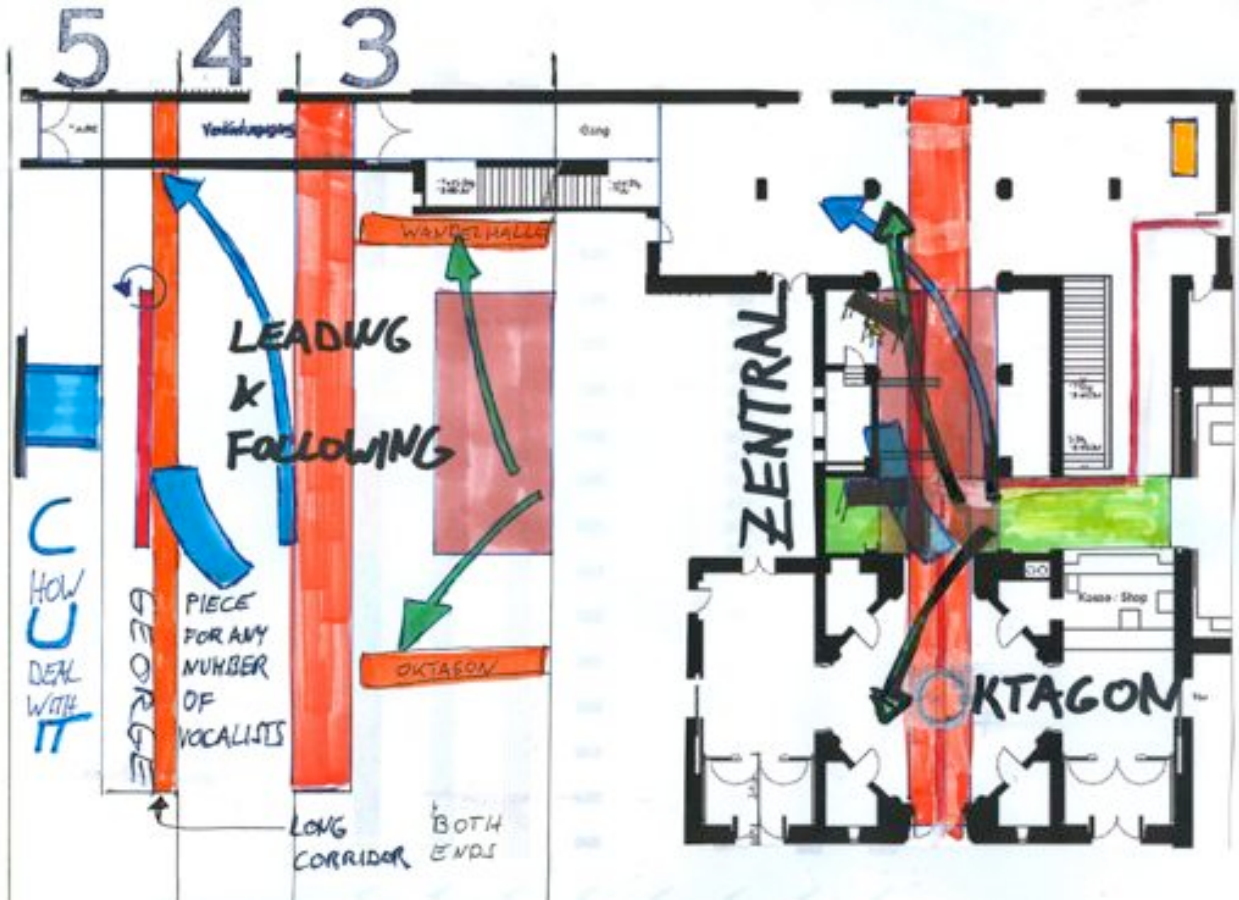 5 4 3
Gang
WANDELHALLE
LEADING
&
FOLLOWING
ZENTRAL
C
HOW
U
DEAL
WITH
IT
GEORGE
PIECE
FOR ANY
NUMBER
OF
VOCALISTS
OKTAGON
Kasse / Shop
OKTAGON
LONG
CORRIDOR
BOTH
ENDS